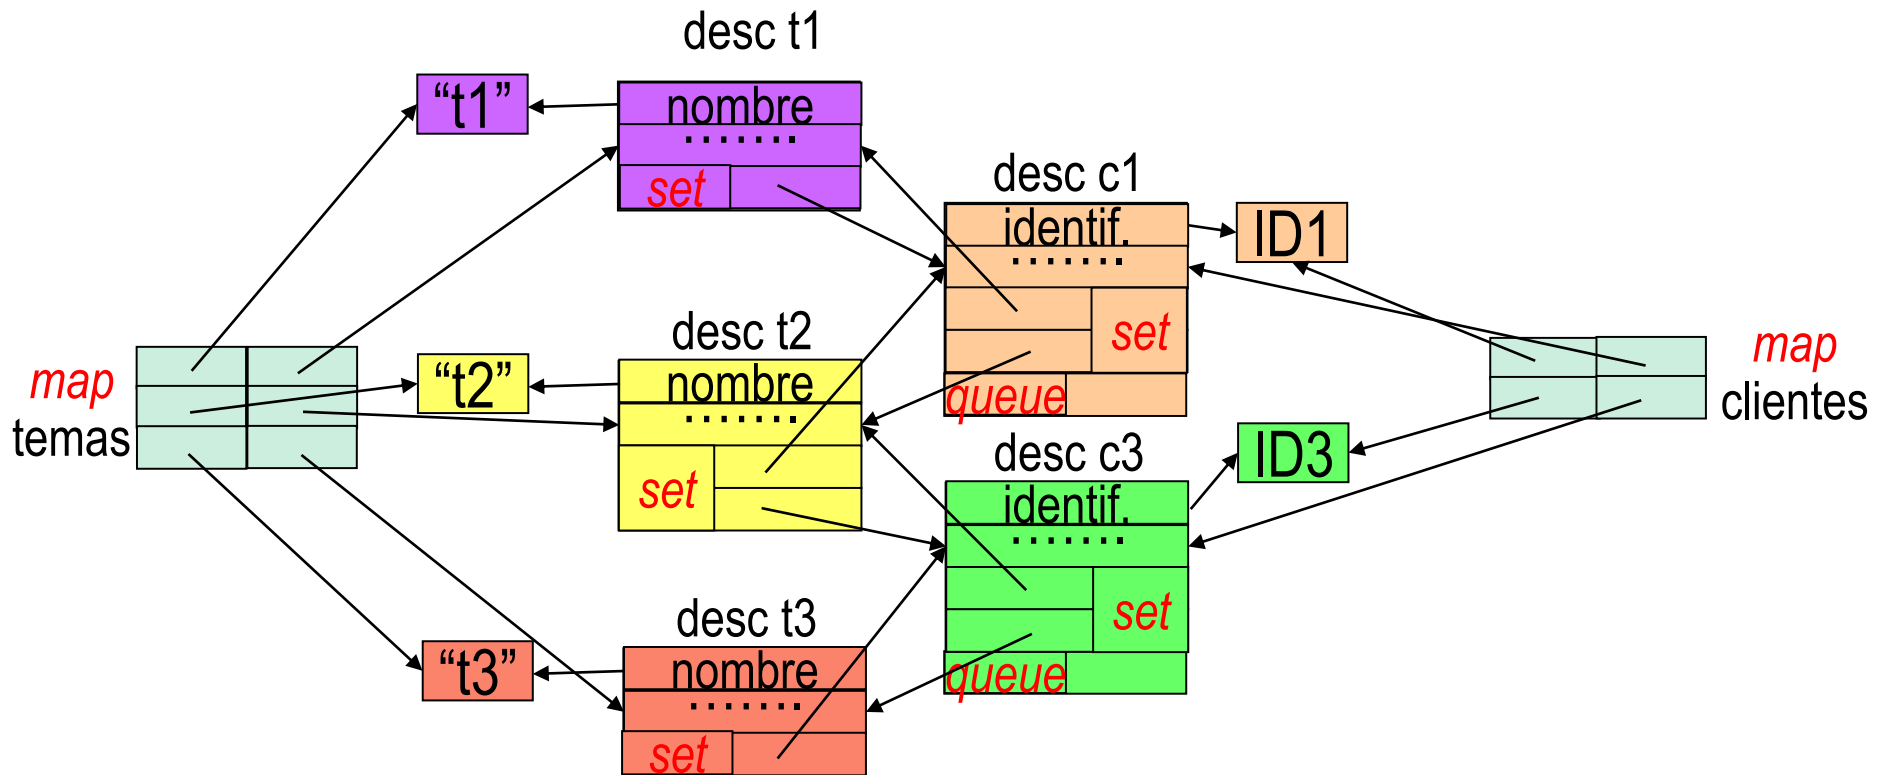 desc t1
“t1”
nombre
.......
set
desc c1
identif.
.......
set
queue
ID1
map
temas
desc t2
“t2”
nombre
.......
set
map
clientes
desc c3
identif.
.......
set
queue
ID3
desc t3
“t3”
nombre
.......
set